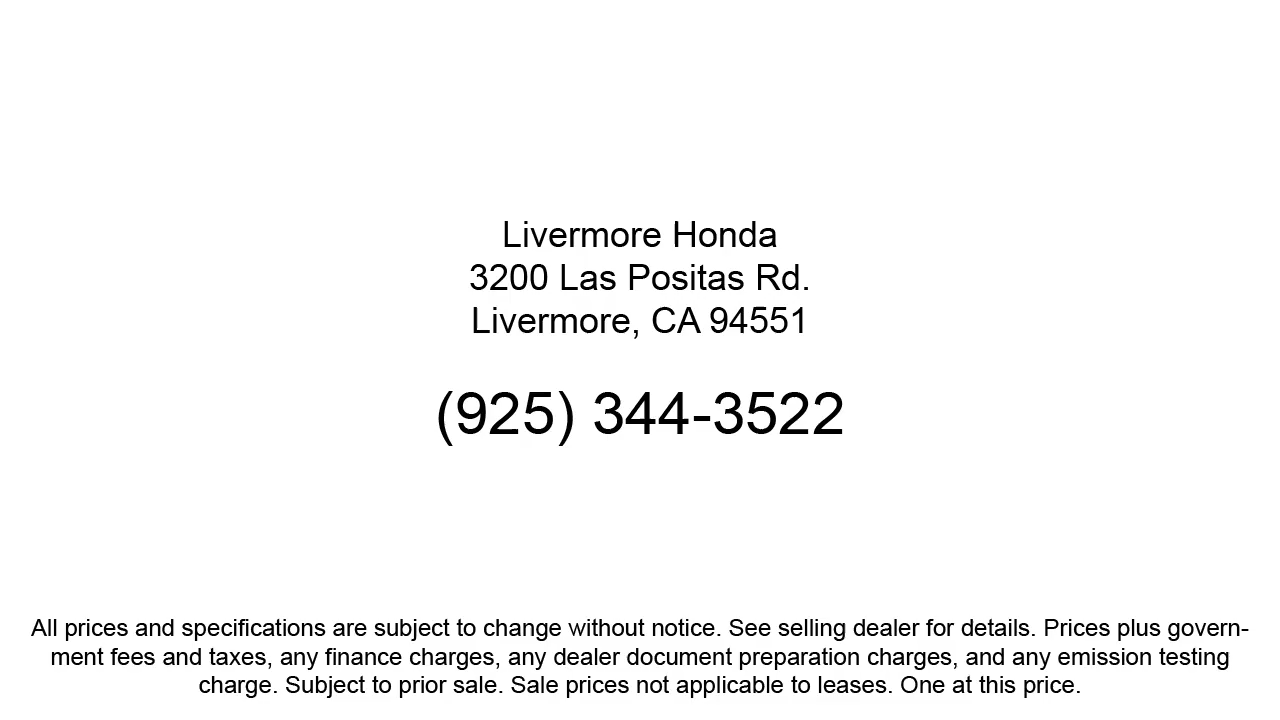 Livermore Honda
3200 Las Positas Rd.
Livermore, CA 94551
(925) 344-3522
All prices and specifications are subject to change without notice. See selling dealer for details. Prices plus govern-
ment fees and taxes, any finance charges, any dealer document preparation charges, and any emission testing
charge. Subject to prior sale. Sale prices not applicable to leases. One at this price.